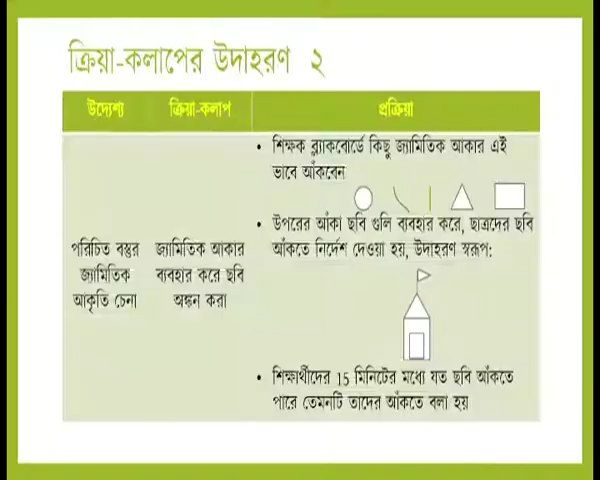 ক্রিয়া-কলাপের উদাহরণ ২
উদ্যেশ্য ক্রিয়া-কলাপ প্রক্রিয়া
পরিচিত বস্তুর
জ্যামিতিক
আকৃতি চেনা
জ্যামিতিক আকার
ব্যবহার করে ছবি
অঙ্কন করা
• শিক্ষক ব্ল্যাকবোর্ডে কিছু জ্যামিতিক আকার এই
ভাবে আঁকবেন
• উপরের আঁকা ছবি গুলি ব্যবহার করে, ছাত্রদের ছবি
আঁকতে নির্দেশ দেওয়া হয়, উদাহরণ স্বরূপ:
• শিক্ষার্থীদের 15 মিনিটের মধ্যে যত ছবি আঁকতে
পারে তেমনটি তাদের আঁকতে বলা হয়